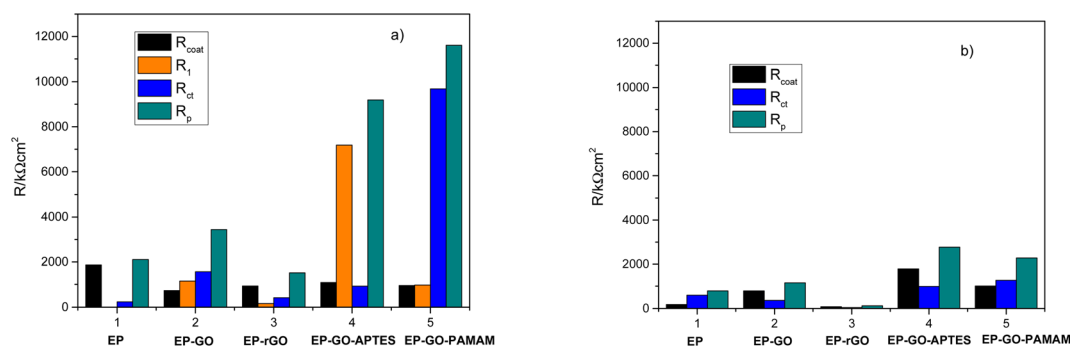 a)
R_coat
R_1
R_ct
R_p
R/kΩcm²
12000
10000
8000
6000
4000
2000
0
1 2 3 4 5
EP EP-GO EP-rGO EP-GO-APTES EP-GO-PAMAM
b)
R_coat
R_ct
R_p
R/kΩcm²
12000
10000
8000
6000
4000
2000
0
1 2 3 4 5
EP EP-GO EP-rGO EP-GO-APTES EP-GO-PAMAM